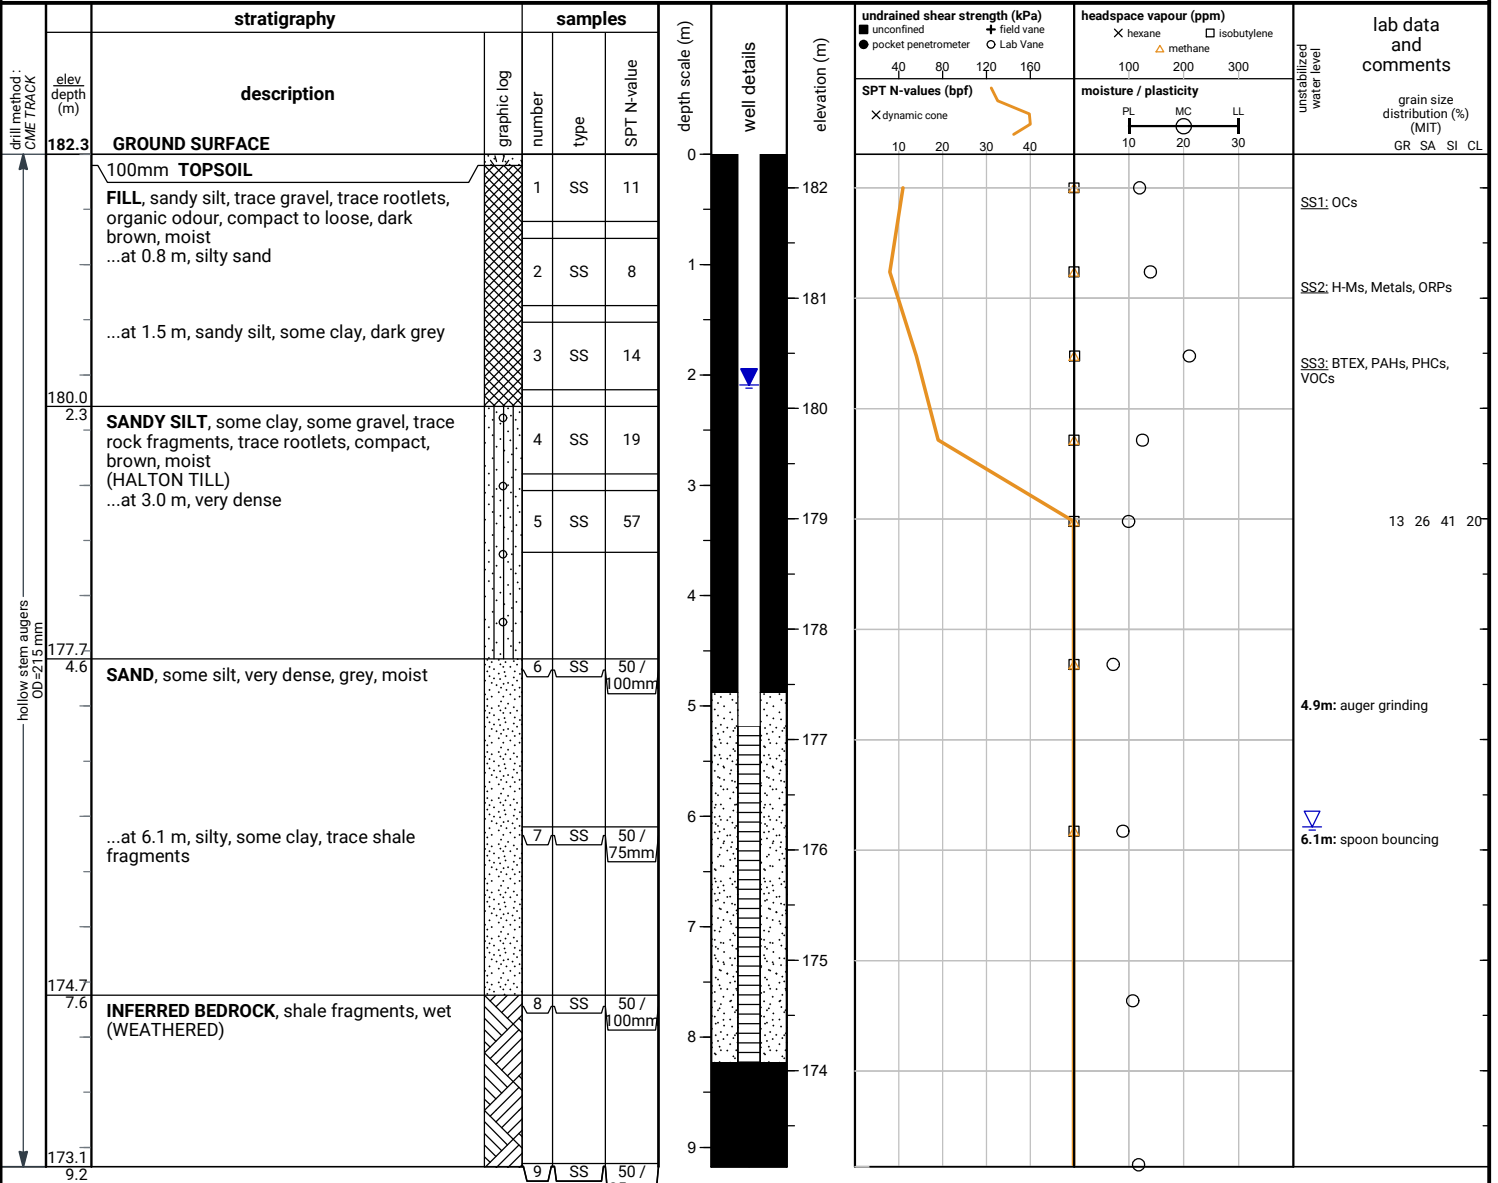 stratigraphy
samples
drill method :
CME TRACK
elev
depth
(m)
description
graphic log
number
type
SPT N-value
depth scale (m)
well details
elevation (m)
undrained shear strength (kPa)
unconfined
field vane
pocket penetrometer
Lab Vane
40 80 120 160
SPT N-values (bpf)
dynamic cone
10 20 30 40
headspace vapour (ppm)
hexane
isobutylene
methane
100 200 300
moisture / plasticity
PL MC LL
10 20 30
unstabilized
water level
lab data
and
comments
grain size
distribution (%)
(MIT)
GR SA SI CL
182.3 GROUND SURFACE
100mm TOPSOIL
FILL, sandy silt, trace gravel, trace rootlets,
organic odour, compact to loose, dark
brown, moist
...at 0.8 m, silty sand
...at 1.5 m, sandy silt, some clay, dark grey
180.0
2.3
SANDY SILT, some clay, some gravel, trace
rock fragments, trace rootlets, compact,
brown, moist
(HALTON TILL)
...at 3.0 m, very dense
177.7
4.6
SAND, some silt, very dense, grey, moist
...at 6.1 m, silty, some clay, trace shale
fragments
174.7
7.6
INFERRED BEDROCK, shale fragments, wet
(WEATHERED)
173.1
9.2
hollow stem augers
OD=215 mm
1 SS 11
2 SS 8
3 SS 14
4 SS 19
5 SS 57
6 SS 50 /
100mm
7 SS 50 /
75mm
8 SS 50 /
100mm
9 SS 50 /
0
1
2
3
4
5
6
7
8
9
182
181
180
179
178
177
176
175
174
SS1: OCs
SS2: H-Ms, Metals, ORPs
SS3: BTEX, PAHs, PHCs,
VOCs
13 26 41 20
4.9m: auger grinding
6.1m: spoon bouncing